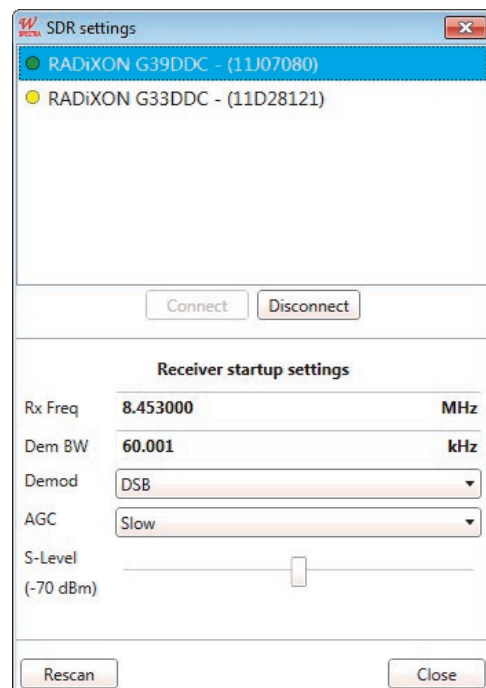 W SPECTRA SDR settings
RADiXON G39DDC - (11J07080)
RADiXON G33DDC - (11D28121)
Connect Disconnect
Receiver startup settings
Rx Freq 8.453000 MHz
Dem BW 60.001 kHz
Demod DSB
AGC Slow
S-Level
(-70 dBm)
Rescan Close